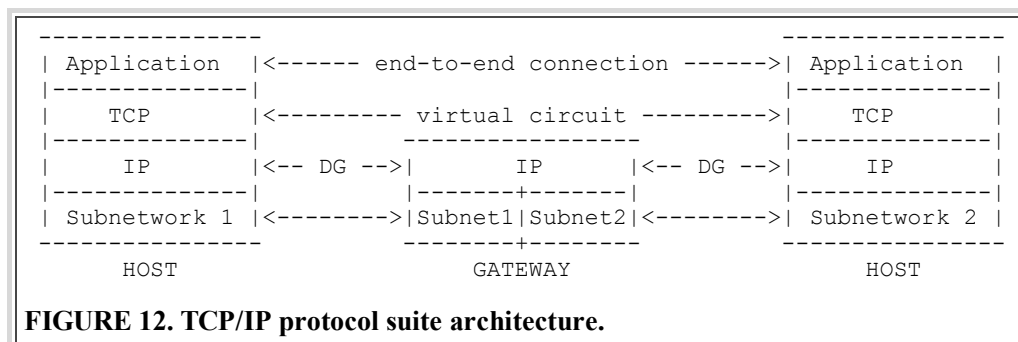 ----------------                                      ----------------
| Application  |<------ end-to-end connection ------>| Application  |
|--------------|                                      |--------------|
|     TCP      |<--------- virtual circuit --------->|     TCP      |
|--------------|          -----------------           |--------------|
|      IP      |<-- DG -->|       IP      |<-- DG -->|      IP      |
|--------------|          |-------+-------|           |--------------|
| Subnetwork 1 |<-------->|Subnet1|Subnet2|<-------->| Subnetwork 2 |
----------------          --------+--------           ----------------
      HOST                     GATEWAY                      HOST
FIGURE 12. TCP/IP protocol suite architecture.